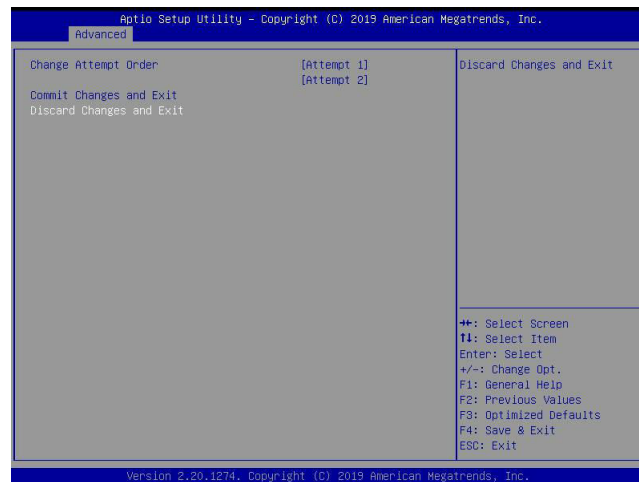 Aptio Setup Utility – Copyright (C) 2019 American Megatrends, Inc.
Advanced
Change Attempt Order [Attempt 1]
[Attempt 2]
Commit Changes and Exit
Discard Changes and Exit
Discard Changes and Exit
→←: Select Screen
↑↓: Select Item
Enter: Select
+/-: Change Opt.
F1: General Help
F2: Previous Values
F3: Optimized Defaults
F4: Save & Exit
ESC: Exit
Version 2.20.1274. Copyright (C) 2019 American Megatrends, Inc.